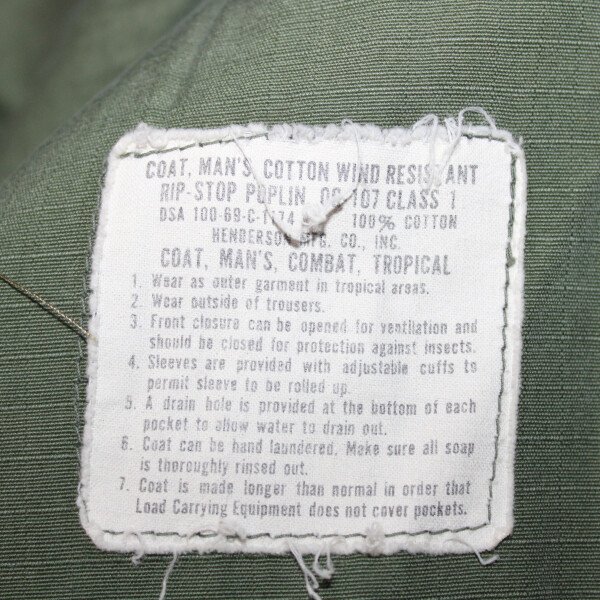 COAT, MAN'S, COTTON WIND RESISTANT
RIP-STOP POPLIN OG 107 CLASS 1
DSA 100-69-C-1174 100% COTTON
HENDERSON MFG. CO., INC.
COAT, MAN'S, COMBAT, TROPICAL
1. Wear as outer garment in tropical areas.
2. Wear outside of trousers.
3. Front closure can be opened for ventilation and
should be closed for protection against insects.
4. Sleeves are provided with adjustable cuffs to
permit sleeve to be rolled up.
5. A drain hole is provided at the bottom of each
pocket to allow water to drain out.
6. Coat can be hand laundered. Make sure all soap
is thoroughly rinsed out.
7. Coat is made longer than normal in order that
Load Carrying Equipment does not cover pockets.